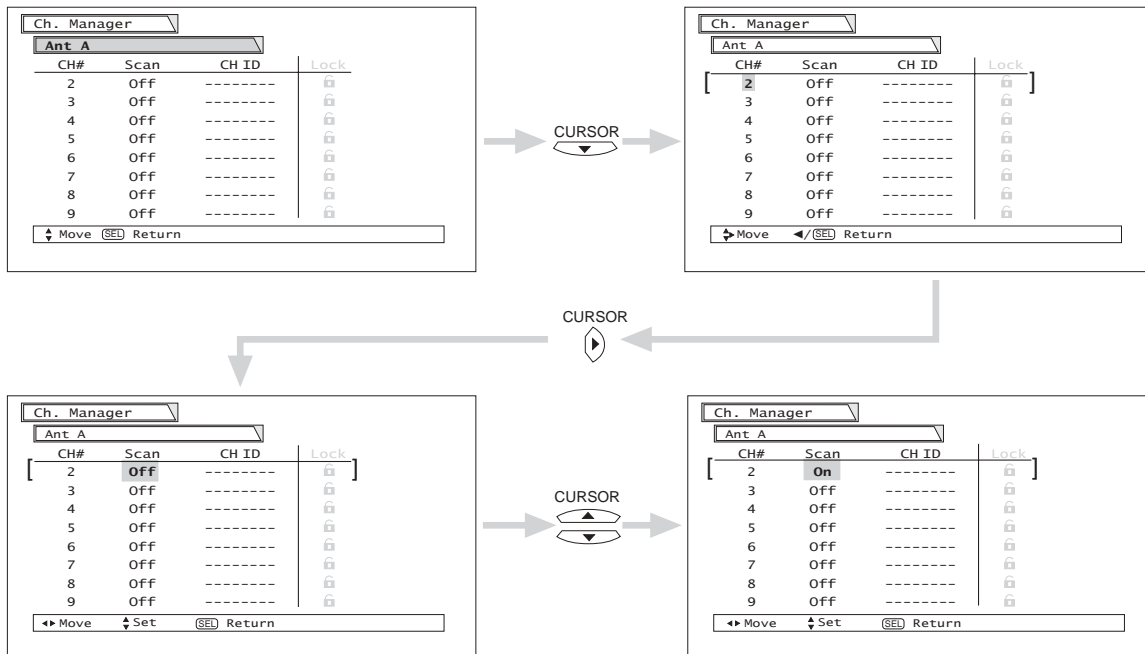 Ch. Manager
Ant A
CH# Scan CH ID Lock
2 Off --------
3 Off --------
4 Off --------
5 Off --------
6 Off --------
7 Off --------
8 Off --------
9 Off --------
Move SEL Return
CURSOR
Ch. Manager
Ant A
CH# Scan CH ID Lock
[ 2 Off -------- ]
3 Off --------
4 Off --------
5 Off --------
6 Off --------
7 Off --------
8 Off --------
9 Off --------
Move ◄/SEL Return
CURSOR
Ch. Manager
Ant A
CH# Scan CH ID Lock
[ 2 Off -------- ]
3 Off --------
4 Off --------
5 Off --------
6 Off --------
7 Off --------
8 Off --------
9 Off --------
Move Set SEL Return
CURSOR
Ch. Manager
Ant A
CH# Scan CH ID Lock
[ 2 On -------- ]
3 Off --------
4 Off --------
5 Off --------
6 Off --------
7 Off --------
8 Off --------
9 Off --------
Move Set SEL Return